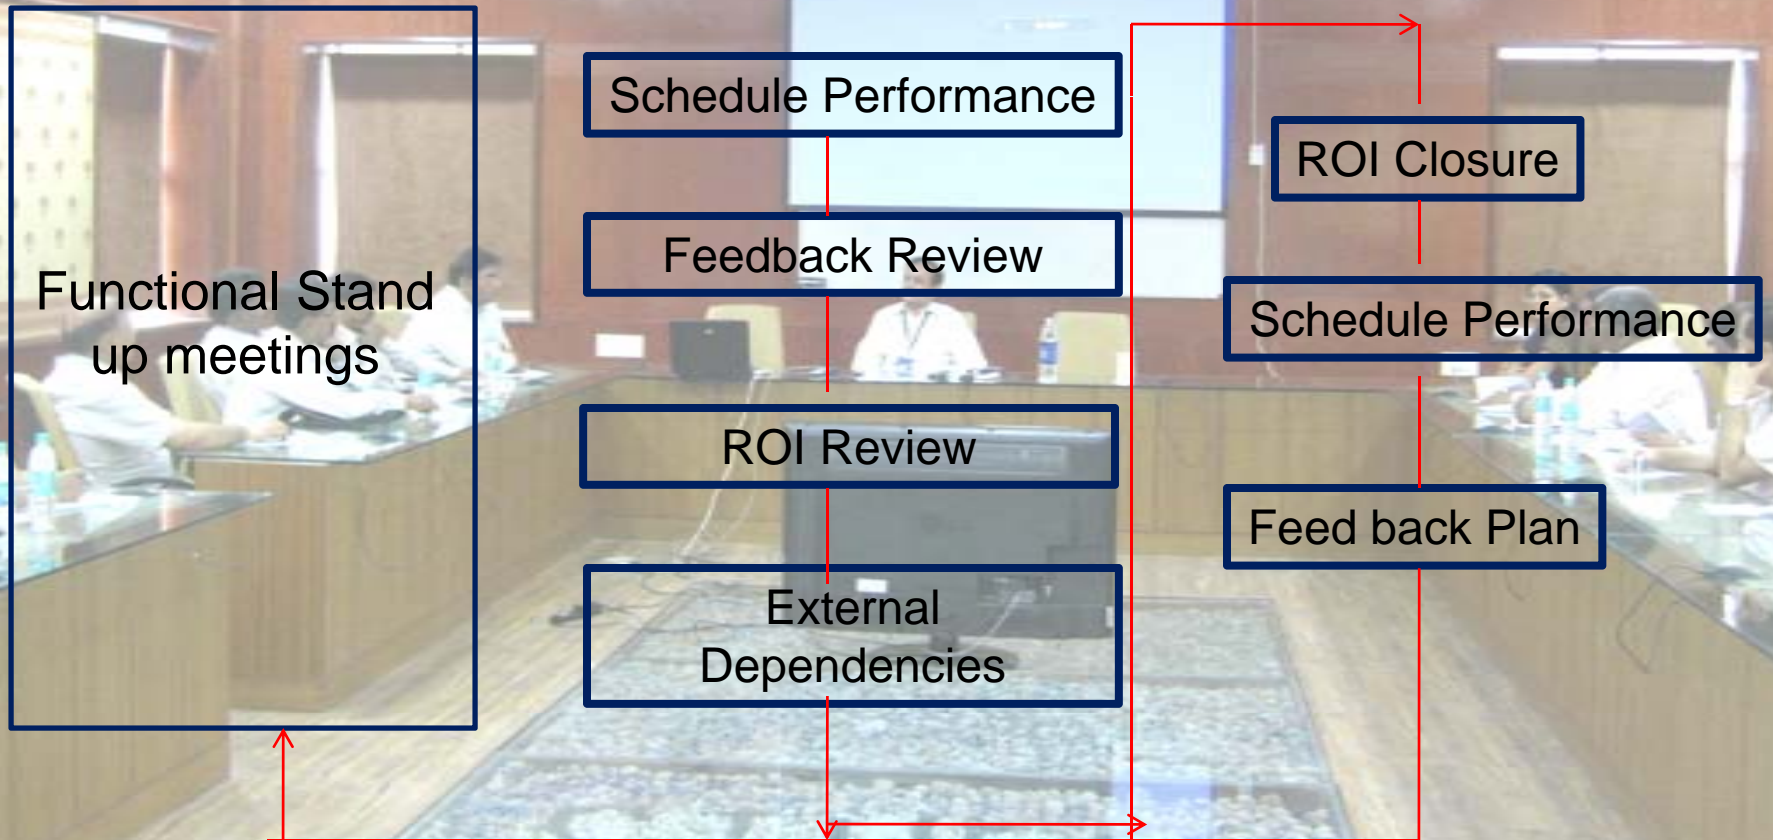 Functional Stand
up meetings
Schedule Performance
Feedback Review
ROI Review
External
Dependencies
ROI Closure
Schedule Performance
Feed back Plan